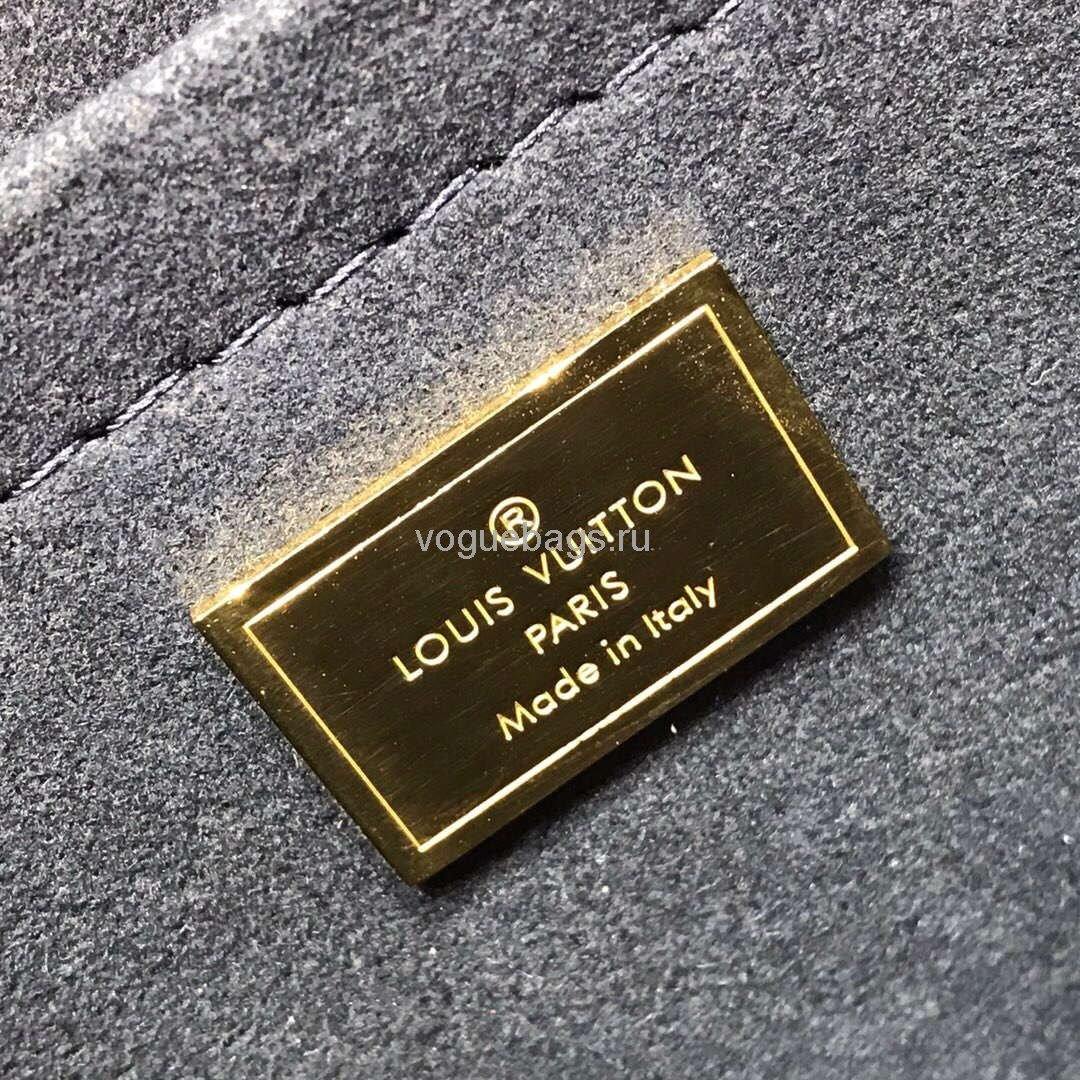 ®
voguebags.ru
LOUIS VUITTON
PARIS
Made in Italy